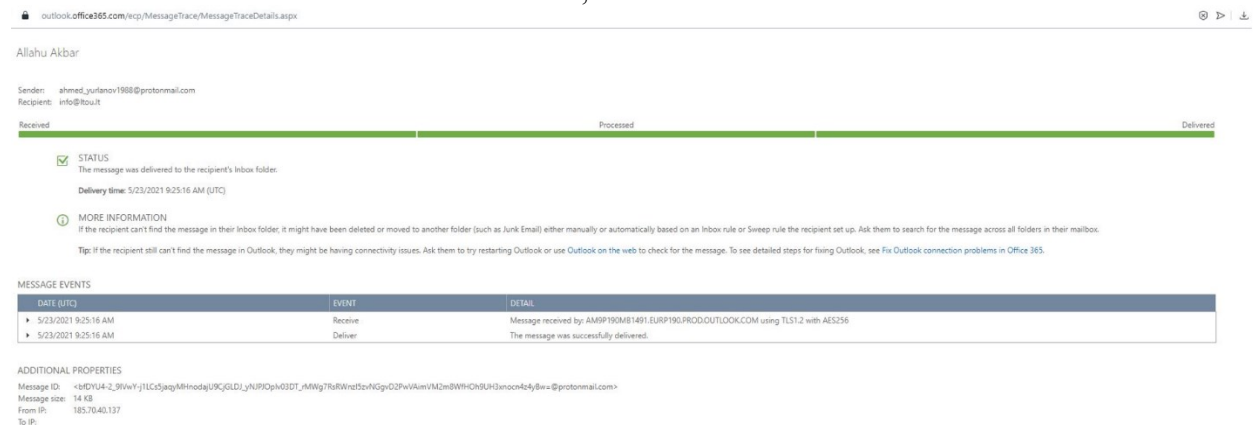 outlook.office365.com/ecp/MessageTrace/MessageTraceDetails.aspx
Allahu Akbar
Sender: ahmed_yurlanov1988@protonmail.com
Recipient: info@ltou.lt
Received Processed Delivered
STATUS
The message was delivered to the recipient's Inbox folder.
Delivery time: 5/23/2021 9:25:16 AM (UTC)
MORE INFORMATION
If the recipient can't find the message in their Inbox folder, it might have been deleted or moved to another folder (such as Junk Email) either manually or automatically based on an Inbox rule or Sweep rule the recipient set up. Ask them to search for the message across all folders in their mailbox.
Tip: If the recipient still can't find the message in Outlook, they might be having connectivity issues. Ask them to try restarting Outlook or use Outlook on the web to check for the message. To see detailed steps for fixing Outlook, see Fix Outlook connection problems in Office 365.
MESSAGE EVENTS
DATE (UTC) EVENT DETAIL
5/23/2021 9:25:16 AM Receive Message received by: AM9P190MB1491.EURP190.PROD.OUTLOOK.COM using TLS1.2 with AES256
5/23/2021 9:25:16 AM Deliver The message was successfully delivered.
ADDITIONAL PROPERTIES
Message ID:
Message size: 14 KB
From IP: 185.70.40.137
To IP: